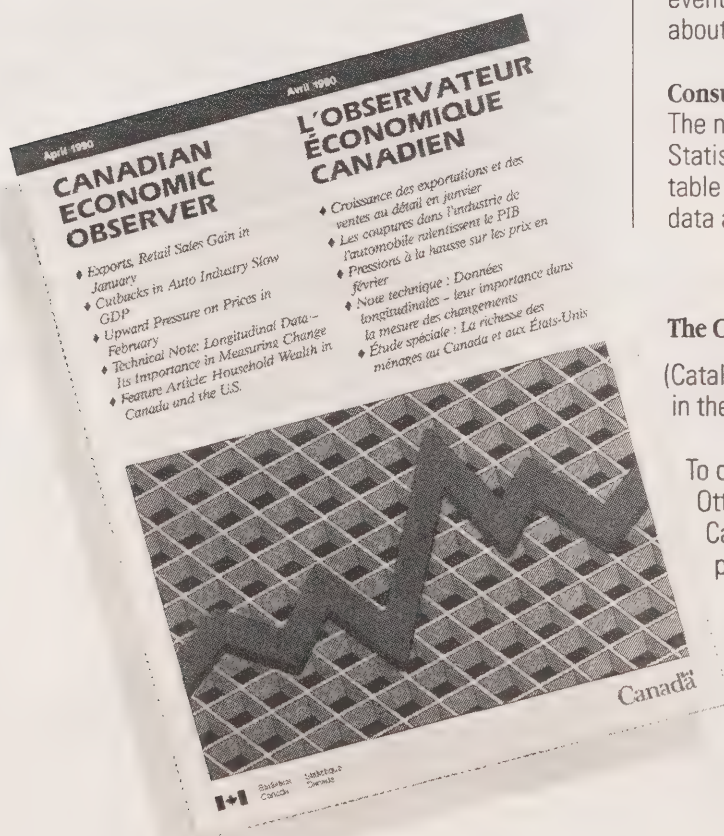 April 1990
Avril 1990
CANADIAN
ECONOMIC
OBSERVER
♦ Exports, Retail Sales Gain in
January
♦ Cutbacks in Auto Industry Slow
GDP
♦ Upward Pressure on Prices in
February
♦ Technical Note: Longitudinal Data –
Its Importance in Measuring Change
♦ Feature Article: Household Wealth in
Canada and the U.S.
L'OBSERVATEUR
ÉCONOMIQUE
CANADIEN
♦ Croissance des exportations et des
ventes au détail en janvier
♦ Les coupures dans l'industrie de
l'automobile ralentissent le PIB
♦ Pressions à la hausse sur les prix en
février
♦ Note technique : Données
longitudinales – leur importance dans
la mesure des changements
♦ Étude spéciale : La richesse des
ménages au Canada et aux États-Unis
Canada
Statistics
Canada
Statistique
Canada
about
The n
Statis
table
data a
The C
in the
To o